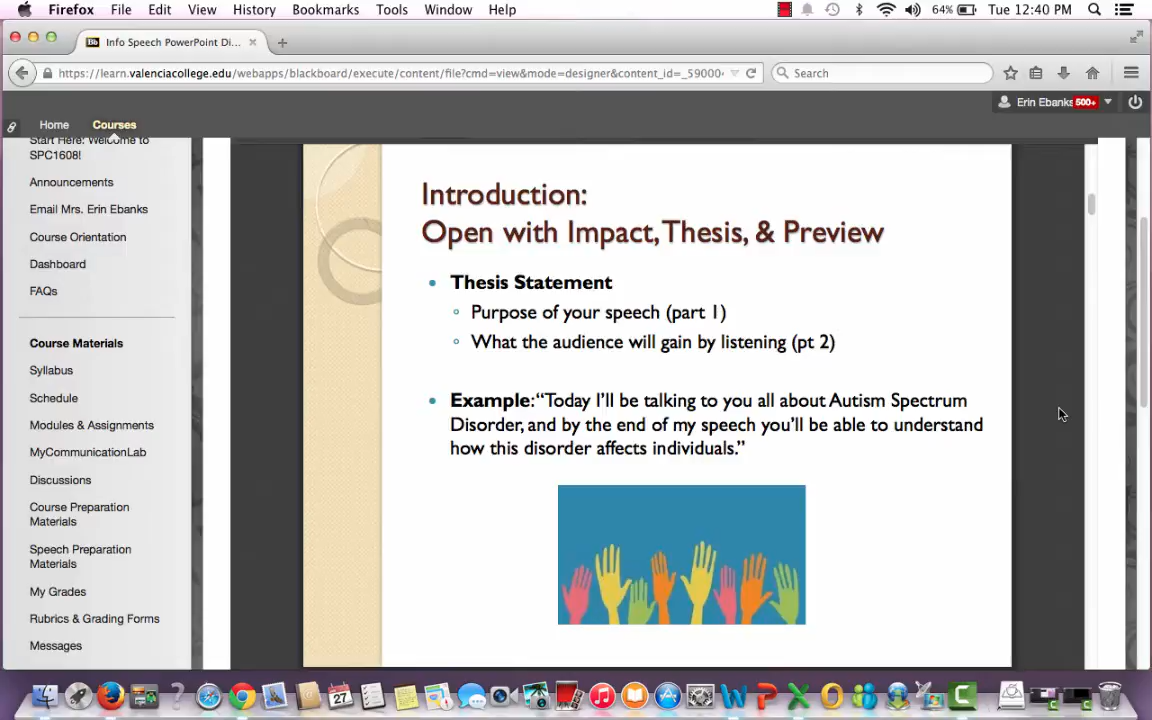 Firefox File Edit View History Bookmarks Tools Window Help 64% Tue 12:40 PM
Bb Info Speech PowerPoint Di...
https://learn.valenciacollege.edu/webapps/blackboard/execute/content/file?cmd=view&mode=designer&content_id=_59000 Search
Erin Ebanks 500+
Home Courses
Start Here: Welcome to
SPC1608!
Announcements
Email Mrs. Erin Ebanks
Course Orientation
Dashboard
FAQs
Course Materials
Syllabus
Schedule
Modules & Assignments
MyCommunicationLab
Discussions
Course Preparation
Materials
Speech Preparation
Materials
My Grades
Rubrics & Grading Forms
Messages
Introduction:
Open with Impact, Thesis, & Preview
• Thesis Statement
◦ Purpose of your speech (part 1)
◦ What the audience will gain by listening (pt 2)
• Example: “Today I’ll be talking to you all about Autism Spectrum
Disorder, and by the end of my speech you’ll be able to understand
how this disorder affects individuals.”
27